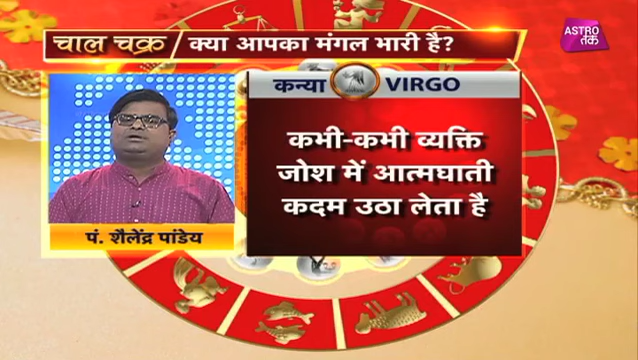 ASTRO
तक
चाल चक्र / क्या आपका मंगल भारी है?
कन्या VIRGO
कभी-कभी व्यक्ति
जोश में आत्मघाती
कदम उठा लेता है
पं. शैलेंद्र पांडेय